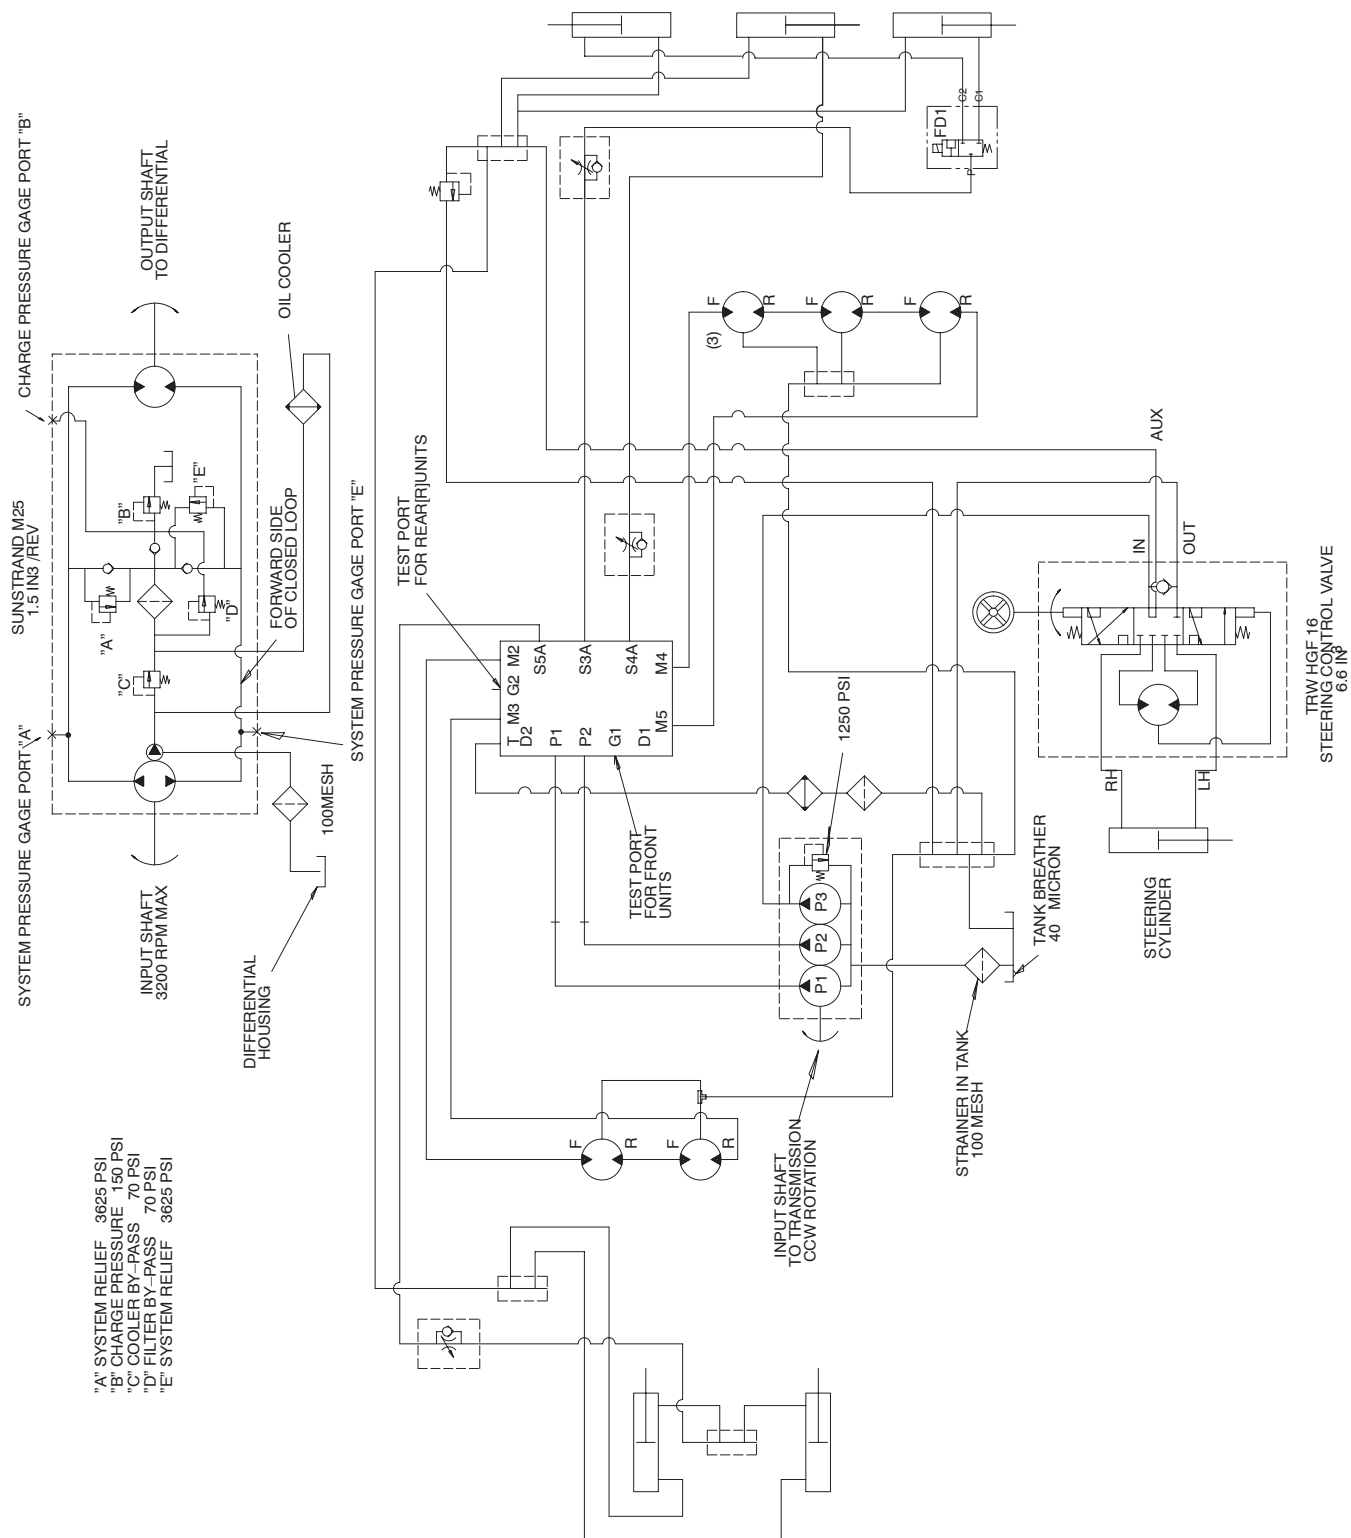 SUNSTRAND M25
1.5 IN3 /REV
SYSTEM PRESSURE GAGE PORT "A"
CHARGE PRESSURE GAGE PORT "B"
INPUT SHAFT
3200 RPM MAX
OUTPUT SHAFT
TO DIFFERENTIAL
"A"
"B"
"C"
"D"
"E"
FORWARD SIDE
OF CLOSED LOOP
SYSTEM PRESSURE GAGE PORT "E"
OIL COOLER
100MESH
DIFFERENTIAL
HOUSING
"A" SYSTEM RELIEF 3625 PSI
"B" CHARGE PRESSURE 150 PSI
"C" COOLER BY-PASS 70 PSI
"D" FILTER BY-PASS 70 PSI
"E" SYSTEM RELIEF 3625 PSI
TEST PORT
FOR REAR[R]UNITS
T
D2
M3
G2
M2
P1
S5A
P2
S3A
G1
S4A
D1
M5
M4
TEST PORT
FOR FRONT
UNITS
1250 PSI
P1
P2
P3
INPUT SHAFT
TO TRANSMISSION
CCW ROTATION
STRAINER IN TANK
100 MESH
TANK BREATHER
40 MICRON
F
R
F
R
(3)
F
R
F
R
F
R
FD1
C2
C1
P
AUX
IN
OUT
RH
LH
STEERING
CYLINDER
TRW HGF 16
STEERING CONTROL VALVE
6.6 IN3